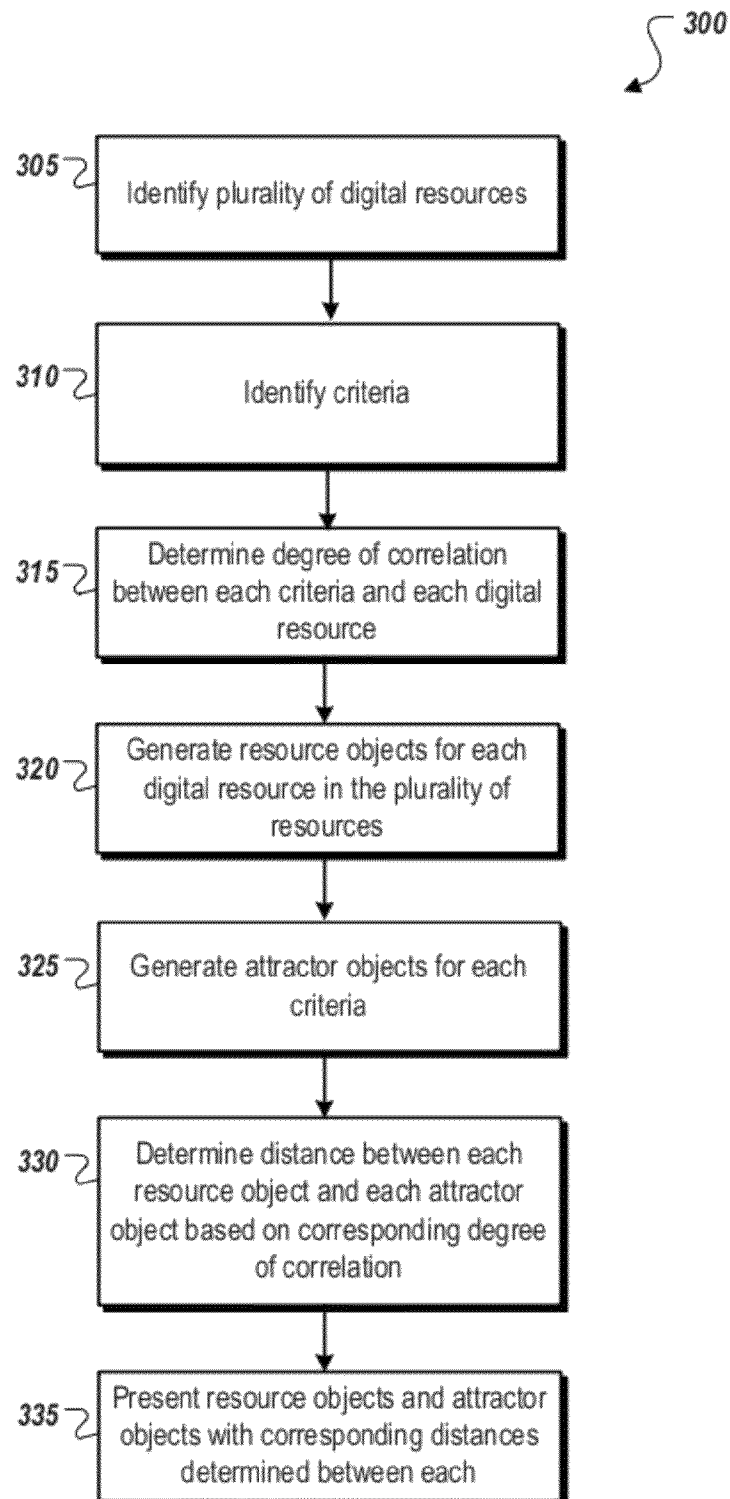 300
305
Identify plurality of digital resources
310
Identify criteria
315
Determine degree of correlation
between each criteria and each digital
resource
320
Generate resource objects for each
digital resource in the plurality of
resources
325
Generate attractor objects for each
criteria
330
Determine distance between each
resource object and each attractor
object based on corresponding degree
of correlation
335
Present resource objects and attractor
objects with corresponding distances
determined between each